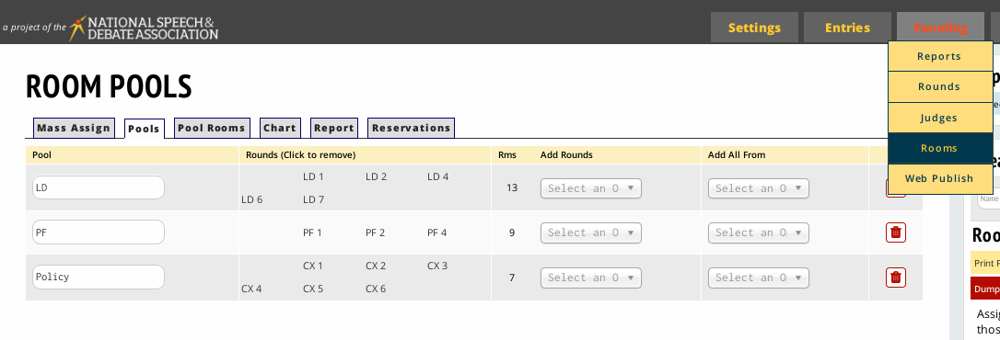 a project of the NATIONAL SPEECH & DEBATE ASSOCIATION
Settings Entries Paneling
Reports
Rounds
Judges
Rooms
Web Publish
ROOM POOLS
Mass Assign Pools Pool Rooms Chart Report Reservations
Pool Rounds (Click to remove) Rms Add Rounds Add All From
LD 1 LD 2 LD 4
LD 13 Select an O Select an O
LD 6 LD 7
PF PF 1 PF 2 PF 4 9 Select an O Select an O
CX 1 CX 2 CX 3
Policy 7 Select an O Select an O
CX 4 CX 5 CX 6
Name
Roo
Print F
Dump
Assig
thos